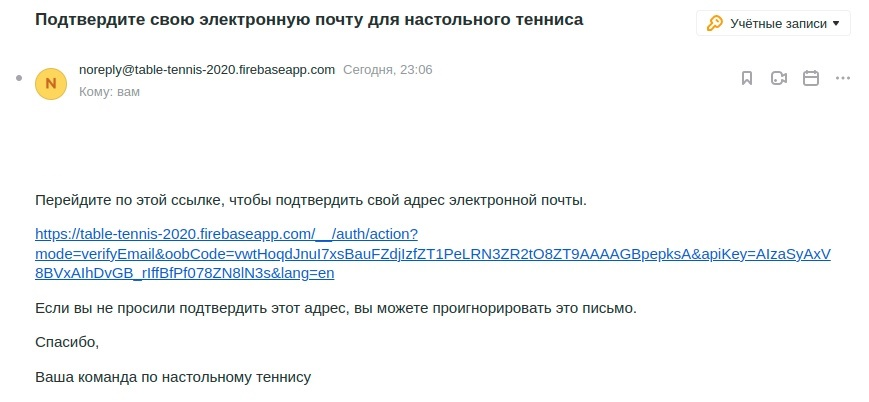 Подтвердите свою электронную почту для настольного тенниса
Учётные записи
N
noreply@table-tennis-2020.firebaseapp.com Сегодня, 23:06
Кому: вам
Перейдите по этой ссылке, чтобы подтвердить свой адрес электронной почты.
https://table-tennis-2020.firebaseapp.com/__/auth/action?
mode=verifyEmail&oobCode=vwtHoqdJnuI7xsBauFZdjIzfZT1PeLRN3ZR2tO8ZT9AAAAGBpepksA&apiKey=AIzaSyAxV
8BVxAIhDvGB_rIffBfPf078ZN8lN3s&lang=en
Если вы не просили подтвердить этот адрес, вы можете проигнорировать это письмо.
Спасибо,
Ваша команда по настольному теннису